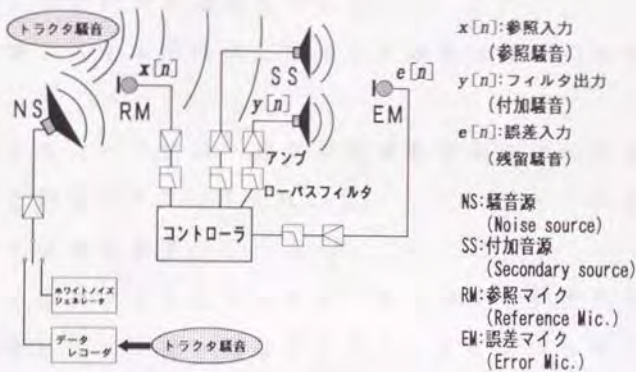 トラクタ騒音
x[n]
NS
RM
SS
y[n]
e[n]
EM
アンプ
ローパスフィルタ
コントローラ
ホワイトノイズ
ジェネレータ
データ
レコーダ
トラクタ騒音
x[n]:参照入力
(参照騒音)
y[n]:フィルタ出力
(付加騒音)
e[n]:誤差入力
(残留騒音)
NS:騒音源
(Noise source)
SS:付加音源
(Secondary source)
RM:参照マイク
(Reference Mic.)
EM:誤差マイク
(Error Mic.)